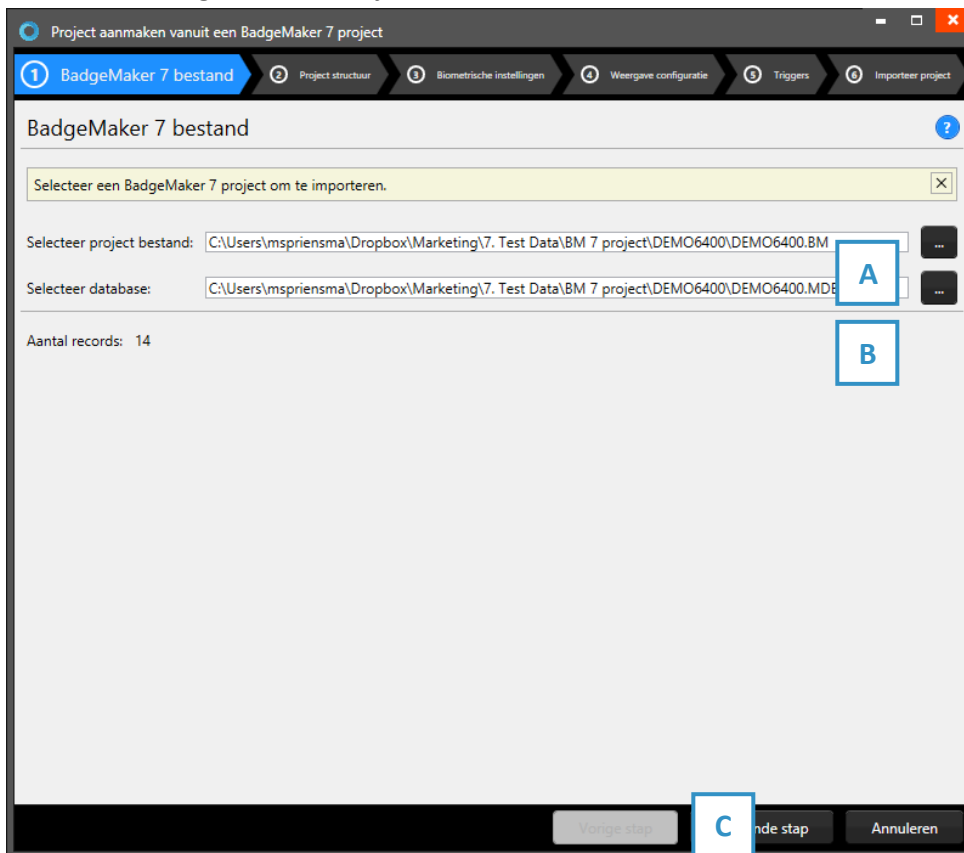 Project aanmaken vanuit een BadgeMaker 7 project
1 BadgeMaker 7 bestand 2 Project structuur 3 Biometrische instellingen 4 Weergave configuratie 5 Triggers 6 Importeer project
BadgeMaker 7 bestand ?
Selecteer een BadgeMaker 7 project om te importeren.
Selecteer project bestand: C:\Users\mspriensma\Dropbox\Marketing\7. Test Data\BM 7 project\DEMO6400\DEMO6400.BM ...
A
Selecteer database: C:\Users\mspriensma\Dropbox\Marketing\7. Test Data\BM 7 project\DEMO6400\DEMO6400.MDB ...
Aantal records: 14
B
Vorige stap C nde stap Annuleren